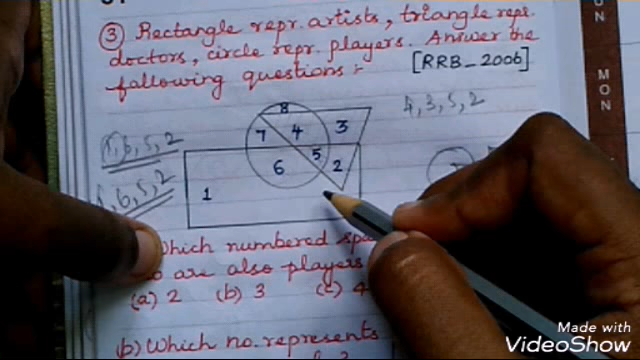 ③ Rectangle repr. artists, triangle repr.
doctors, circle repr. players. Answer the
following questions :-
[RRB_2006]
4, 3, 5, 2
8
7 4 3
5
6 2
1
1, 6, 5, 2
6, 5, 2
Which numbered
are also players
(a) 2 (b) 3 (c) 4
(b) Which no. represents
SUN
MON
Made with
VideoShow